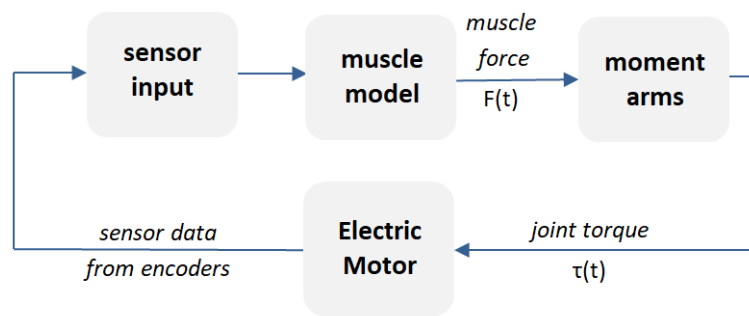 sensor
input
muscle
model
muscle
force
F(t)
moment
arms
sensor data
from encoders
Electric
Motor
joint torque
τ(t)